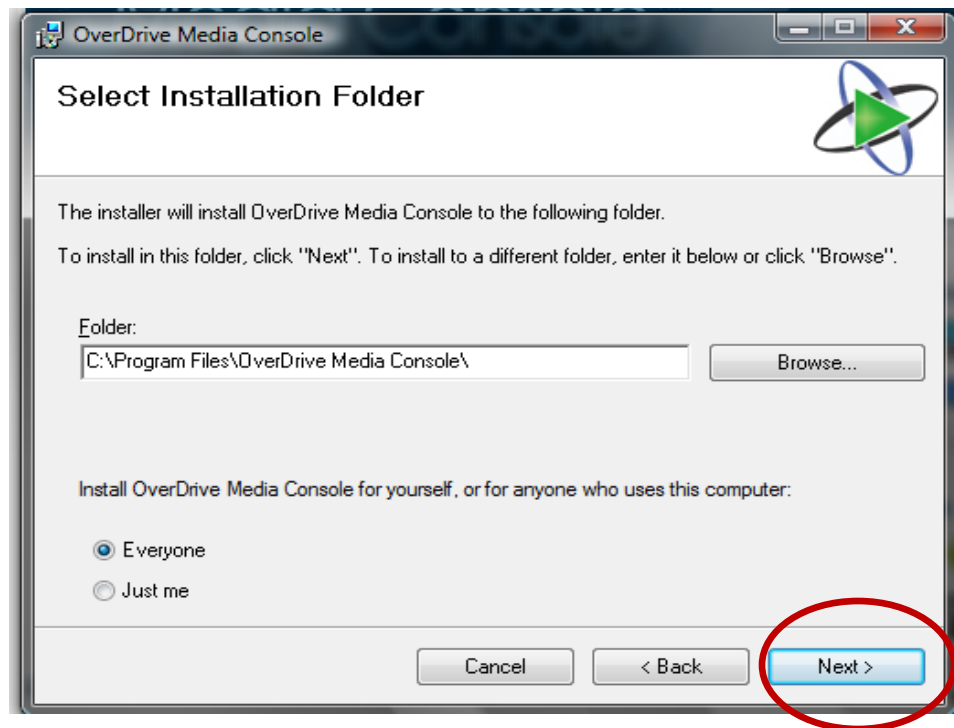 OverDrive Media Console
Select Installation Folder
The installer will install OverDrive Media Console to the following folder.
To install in this folder, click "Next". To install to a different folder, enter it below or click "Browse".
Folder:
C:\Program Files\OverDrive Media Console\
Browse...
Install OverDrive Media Console for yourself, or for anyone who uses this computer:
Everyone
Just me
Cancel
< Back
Next >